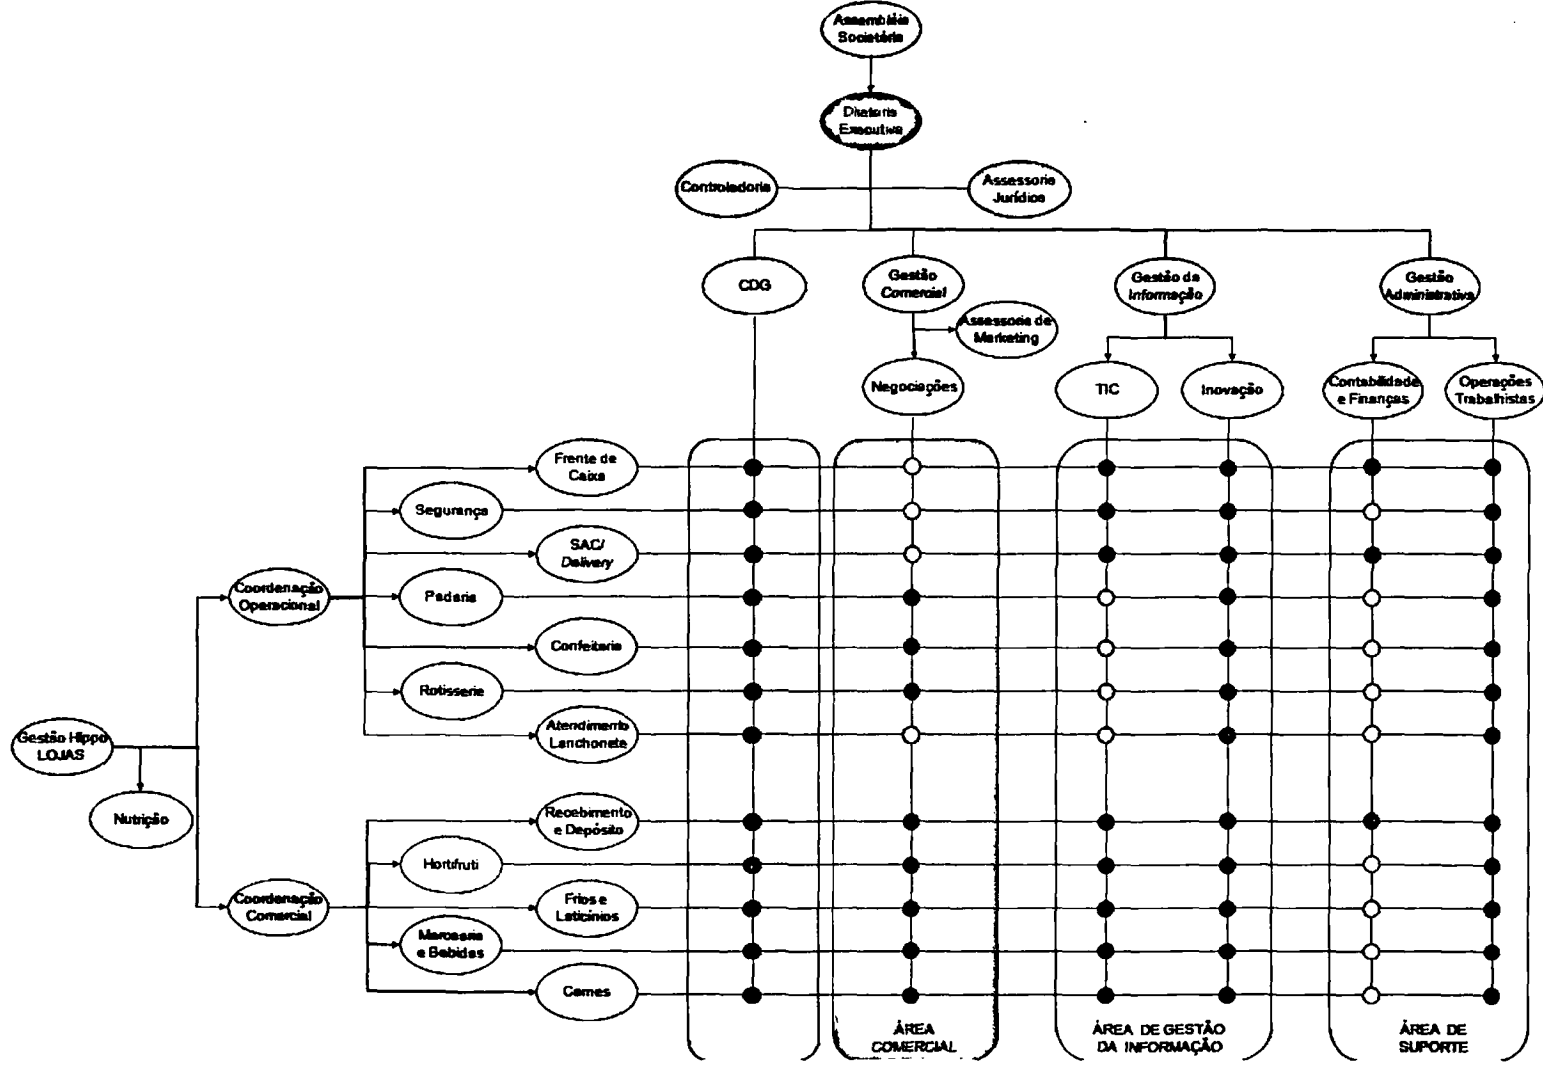 Assembléia
Societária
Diretoria
Executiva
Controladoria
Assessoria
Jurídica
CDG
Gestão
Comercial
Gestão da
Informação
Gestão
Administrativa
Assessoria de
Marketing
Negociações
TIC
Inovação
Contabilidade
e Finanças
Operações
Trabalhistas
Frente de
Caixa
Segurança
SAC/
Delivery
Coordenação
Operacional
Padaria
Confeitaria
Rotisserie
Atendimento
Lanchonete
Gestão Hippo
LOJAS
Nutrição
Recebimento
e Depósito
Hortifruti
Coordenação
Comercial
Frios e
Laticínios
Mercearia
e Bebidas
Carnes
ÁREA
COMERCIAL
ÁREA DE GESTÃO
DA INFORMAÇÃO
ÁREA DE
SUPORTE